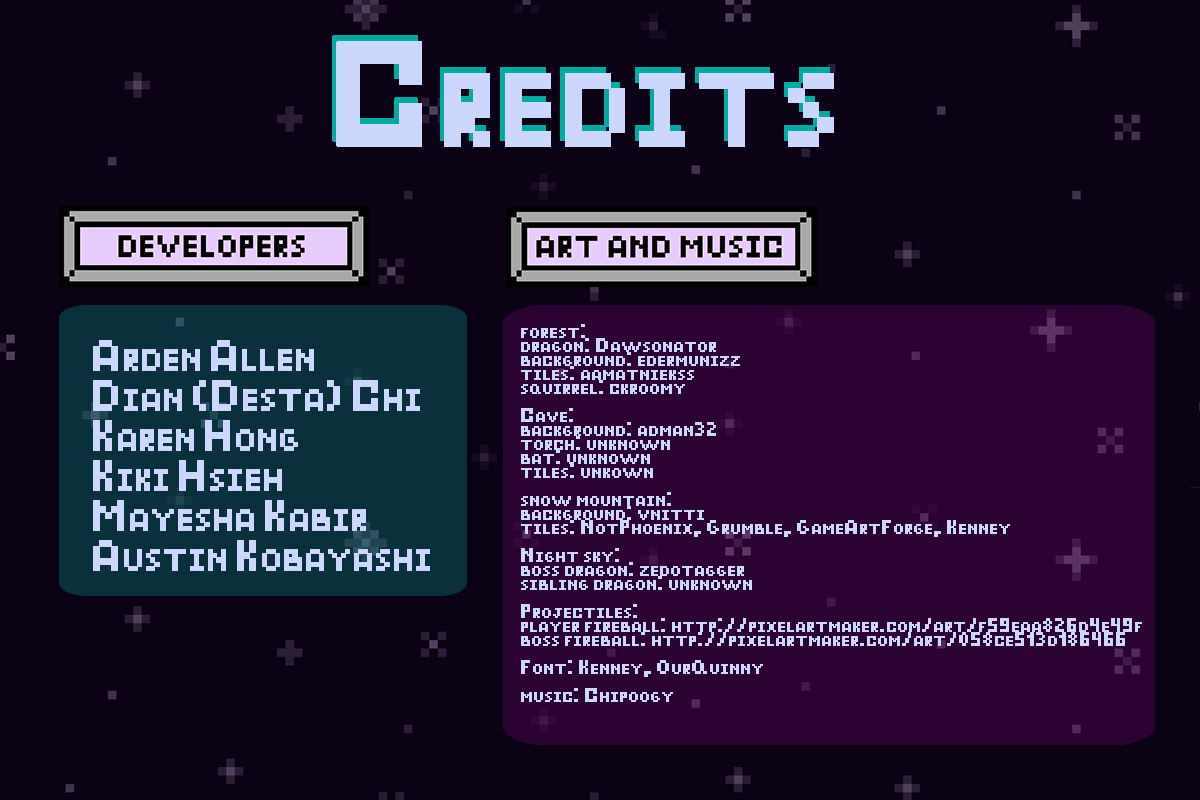 Credits
DEVELOPERS
ART AND MUSIC
Arden Allen
Dian (Desta) Chi
Karen Hong
Kiki Hsieh
Mayesha Kabir
Austin Kobayashi
forest:
dragon: Dawsonator
background: edermunizz
tiles: aamatniekss
squirrel: ckroomy
Cave:
background: adman32
torch: unknown
bat: unknown
tiles: unkown
snow mountain:
background: vnitti
tiles: NotPhoenix, Grumble, GameArtForge, Kenney
Night sky:
boss dragon: zedotagger
sibling dragon: unknown
Projectiles:
player fireball: http://pixelartmaker.com/art/f59eaa826d4e49f
boss fireball: http://pixelartmaker.com/art/058ce513d186466
Font: Kenney, OurQuinny
music: Chipoogy